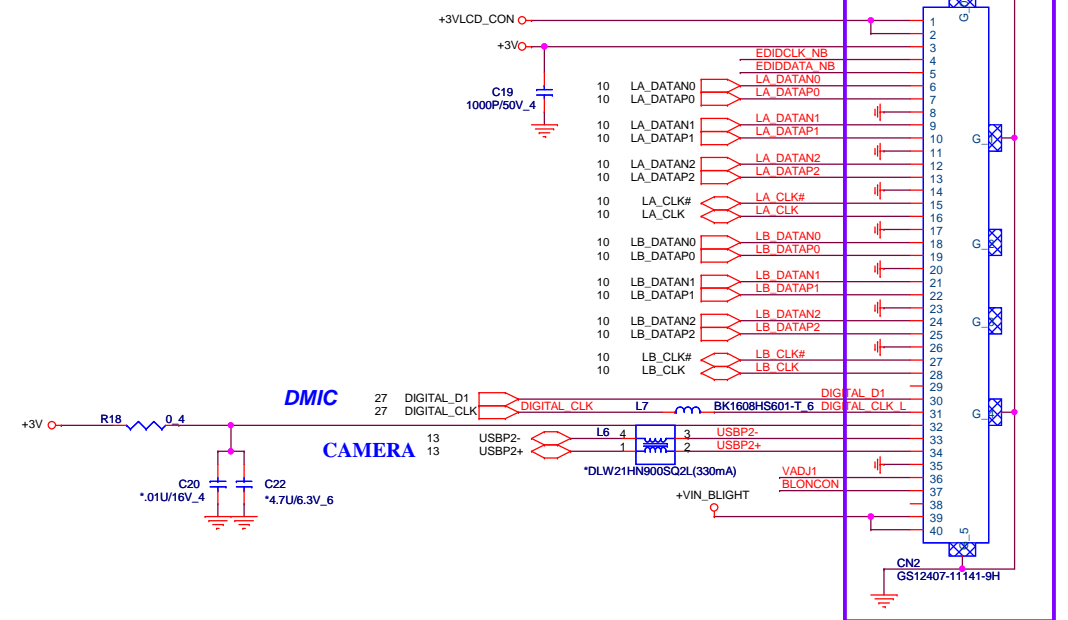 +3VLCD_CON
+3V
C19
1000P/50V_4
EDIDCLK_NB
EDIDDATA_NB
10 LA_DATAN0 LA_DATAN0
10 LA_DATAP0 LA_DATAP0
10 LA_DATAN1 LA_DATAN1
10 LA_DATAP1 LA_DATAP1
10 LA_DATAN2 LA_DATAN2
10 LA_DATAP2 LA_DATAP2
10 LA_CLK# LA_CLK#
10 LA_CLK LA_CLK
10 LB_DATAN0 LB_DATAN0
10 LB_DATAP0 LB_DATAP0
10 LB_DATAN1 LB_DATAN1
10 LB_DATAP1 LB_DATAP1
10 LB_DATAN2 LB_DATAN2
10 LB_DATAP2 LB_DATAP2
10 LB_CLK# LB_CLK#
10 LB_CLK LB_CLK
DMIC
27 DIGITAL_D1 DIGITAL_D1
27 DIGITAL_CLK DIGITAL_CLK L7 BK1608HS601-T_6 DIGITAL_CLK_L
+3V R18 0_4
CAMERA
13 USBP2- L6 4 3 USBP2-
13 USBP2+ 1 2 USBP2+
*DLW21HN900SQ2L(330mA)
C20
*.01U/16V_4
C22
*4.7U/6.3V_6
VADJ1
BLONCON
+VIN_BLIGHT
1
2
3
4
5
6
7
8
9
10
11
12
13
14
15
16
17
18
19
20
21
22
23
24
25
26
27
28
29
30
31
32
33
34
35
36
37
38
39
40
CN2
GS12407-11141-9H